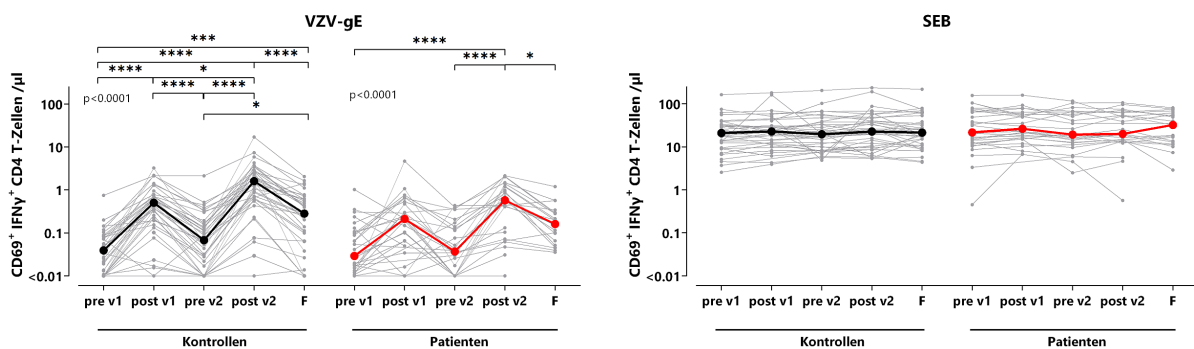 VZV-gE
SEB
***
****
****
****
****
*
****
****
****
*
*
p<0.0001
p<0.0001
CD69+ IFNγ+ CD4 T-Zellen /µl
100
10
1
0.1
<0.01
CD69+ IFNγ+ CD4 T-Zellen /µl
100
10
1
0.1
<0.01
pre v1 post v1 pre v2 post v2 F
pre v1 post v1 pre v2 post v2 F
pre v1 post v1 pre v2 post v2 F
pre v1 post v1 pre v2 post v2 F
Kontrollen
Patienten
Kontrollen
Patienten